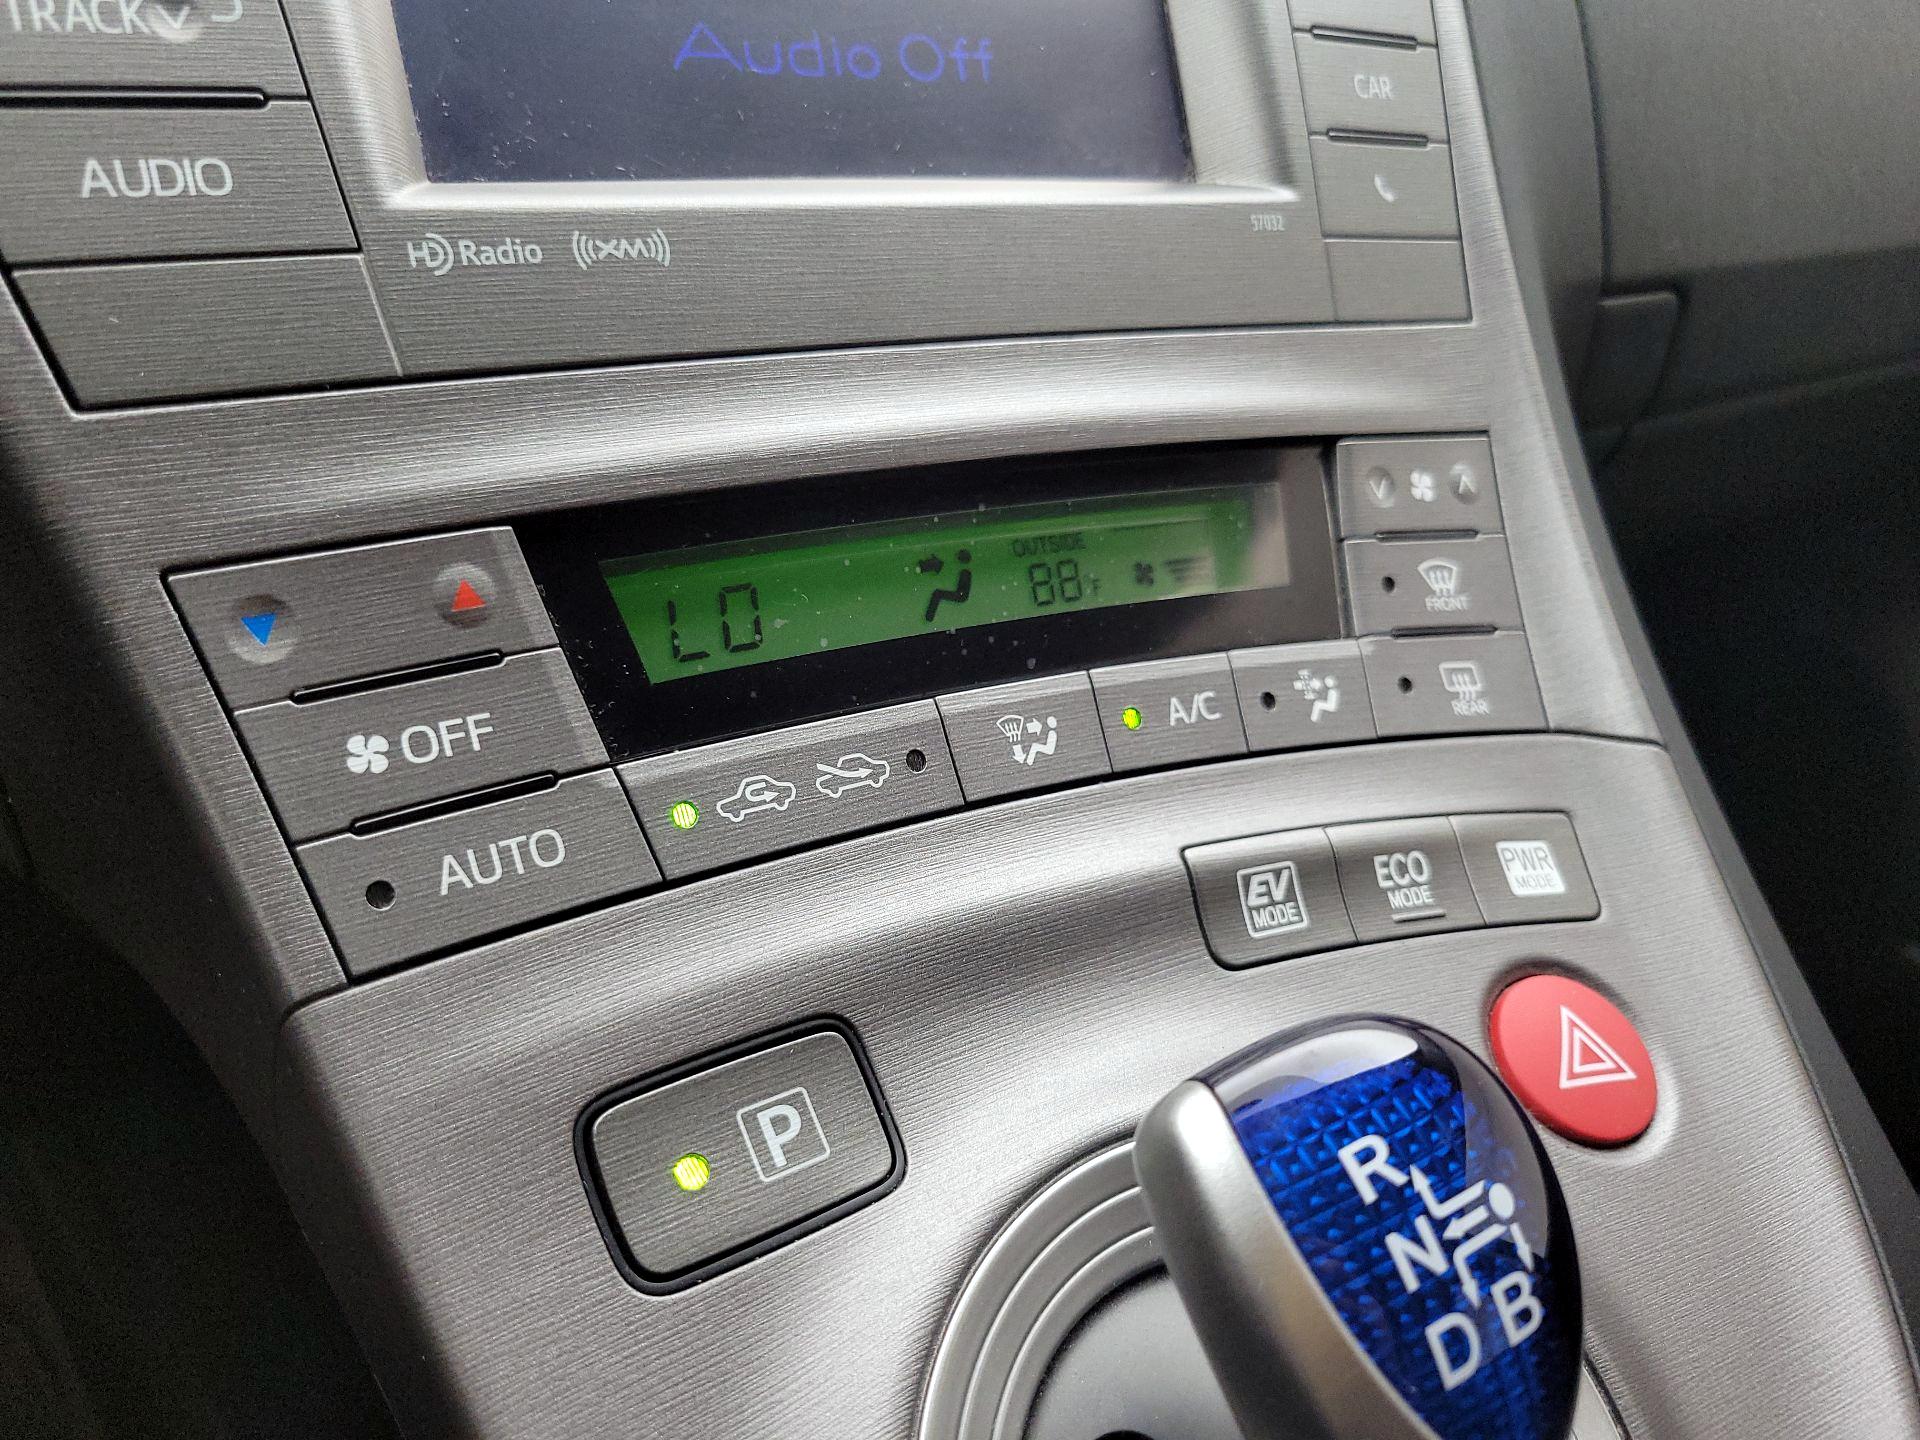 TRACK
Audio Off
CAR
AUDIO
HD Radio
((XM))
57032
LO
OUTSIDE
88°F
FRONT
REAR
OFF
A/C
AUTO
EV
MODE
ECO
MODE
PWR
MODE
P
R
N
D
B